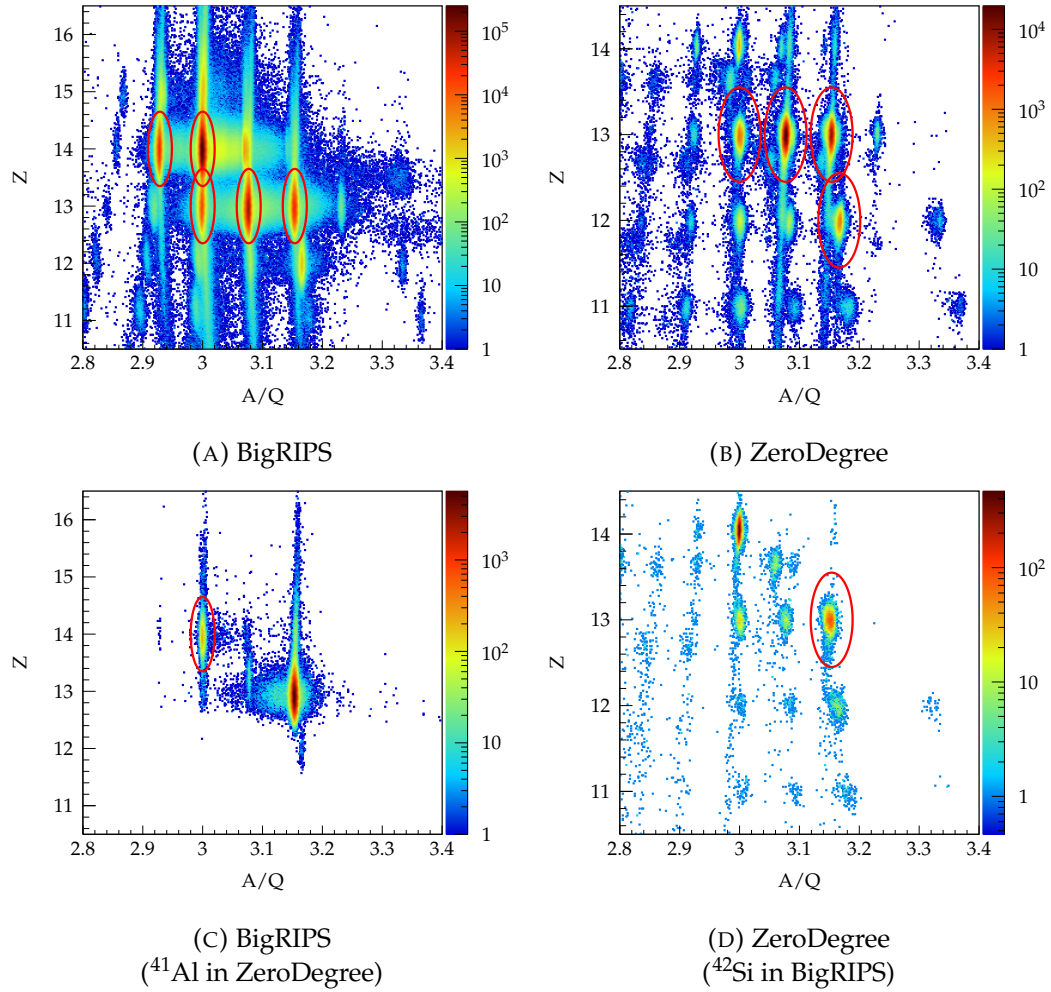 16
15
14
13
12
11
Z
2.8 2.9 3 3.1 3.2 3.3 3.4
A/Q
10^5
10^4
10^3
10^2
10
1
(A) BigRIPS
14
13
12
11
Z
2.8 2.9 3 3.1 3.2 3.3 3.4
A/Q
10^4
10^3
10^2
10
1
(B) ZeroDegree
16
15
14
13
12
11
Z
2.8 2.9 3 3.1 3.2 3.3 3.4
A/Q
10^3
10^2
10
1
(C) BigRIPS
(^41Al in ZeroDegree)
14
13
12
11
Z
2.8 2.9 3 3.1 3.2 3.3 3.4
A/Q
10^2
10
1
(D) ZeroDegree
(^42Si in BigRIPS)